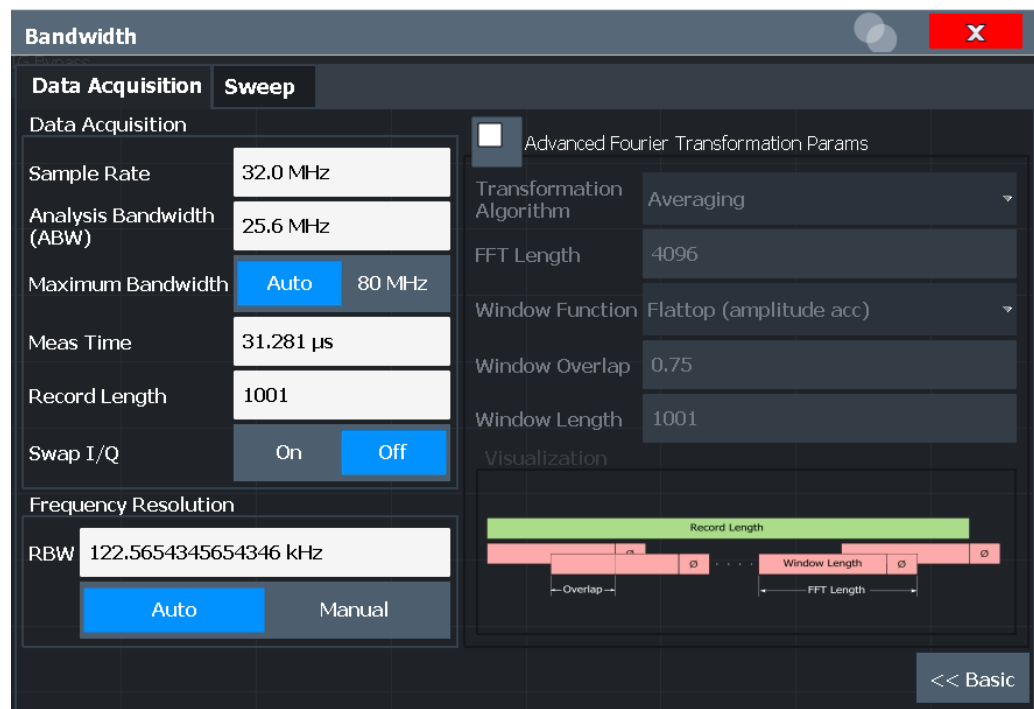 Bandwidth
X
Data Acquisition
Sweep
Data Acquisition
Sample Rate
32.0 MHz
Analysis Bandwidth
(ABW)
25.6 MHz
Maximum Bandwidth
Auto
80 MHz
Meas Time
31.281 µs
Record Length
1001
Swap I/Q
On
Off
Frequency Resolution
RBW
122.5654345654346 kHz
Auto
Manual
Advanced Fourier Transformation Params
Transformation
Algorithm
Averaging
FFT Length
4096
Window Function
Flattop (amplitude acc)
Window Overlap
0.75
Window Length
1001
Visualization
Record Length
Ø
Ø
Window Length
Ø
Overlap
FFT Length
<< Basic